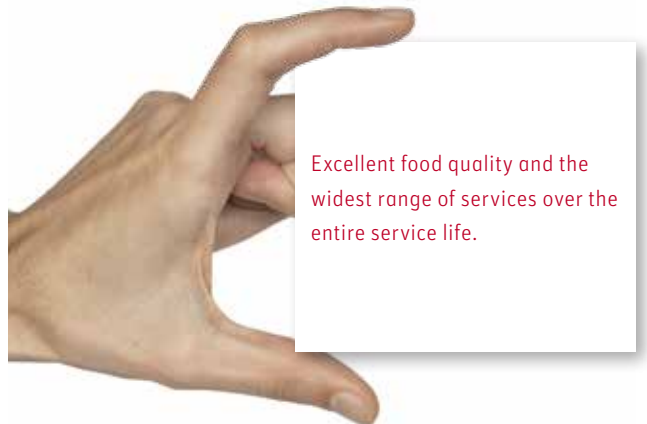 Excellent food quality and the
widest range of services over the
entire service life.